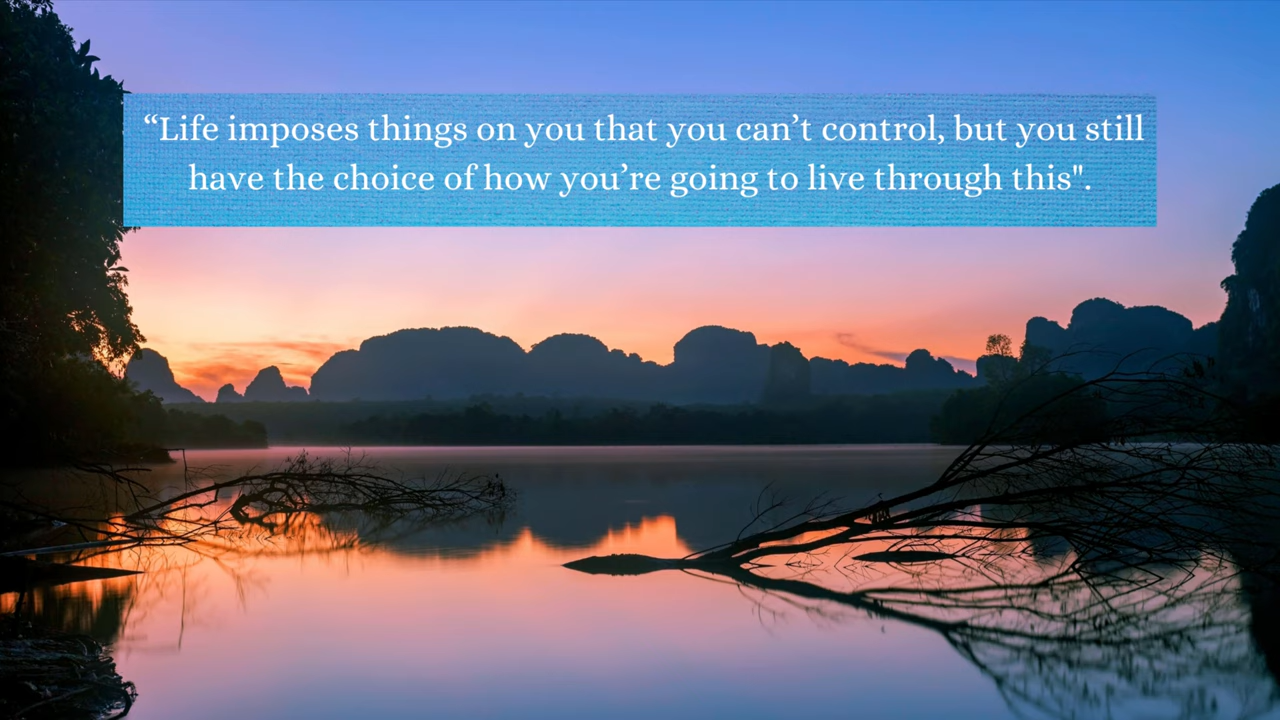 “Life imposes things on you that you can’t control, but you still
have the choice of how you’re going to live through this".